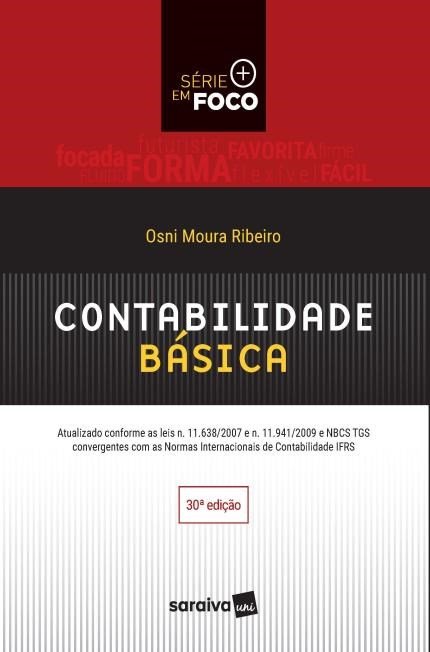 SÉRIE
EM FOCO
futurista
focada FAVORITA firme
FLUIDO FORMA flexível FÁCIL
Osni Moura Ribeiro
CONTABILIDADE
BÁSICA
Atualizado conforme as leis n. 11.638/2007 e n. 11.941/2009 e NBCS TGS
convergentes com as Normas Internacionais de Contabilidade IFRS
30ª edição
saraiva uni